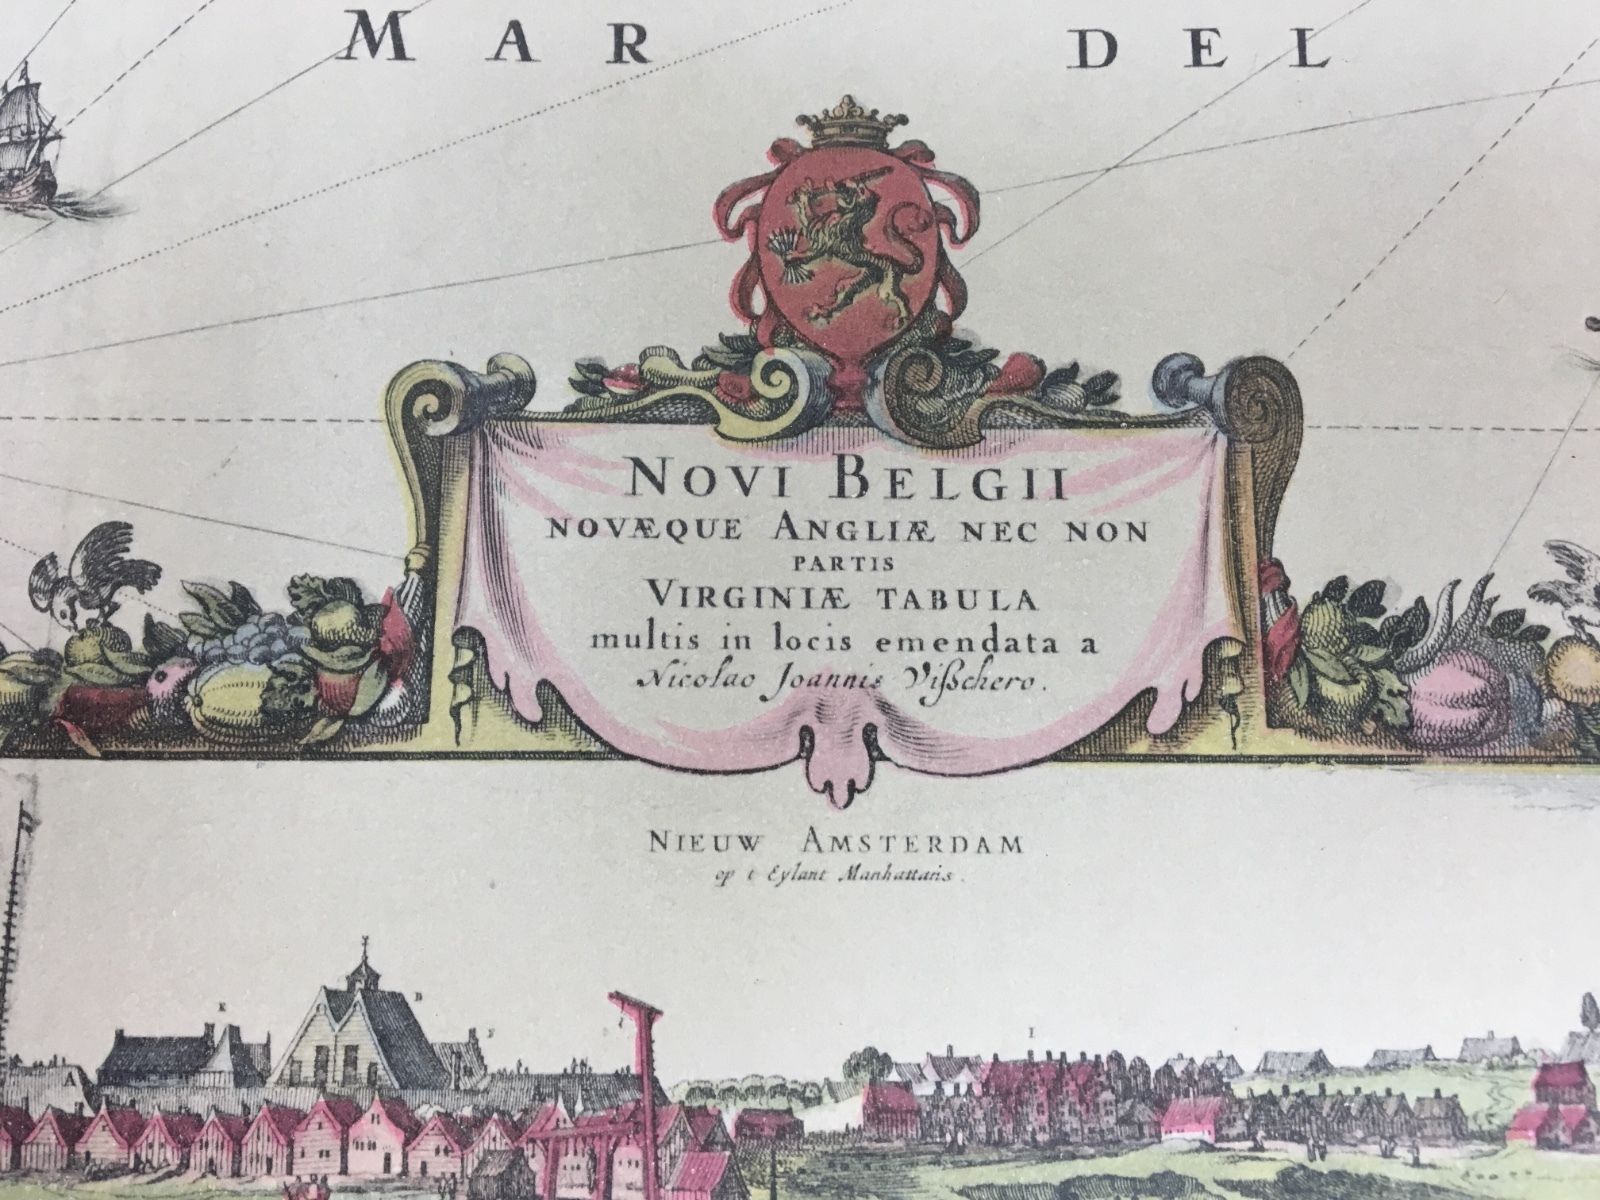 MAR DEL
NOVI BELGII
NOVÆQUE ANGLIÆ NEC NON
PARTIS
VIRGINIÆ TABULA
multis in locis emendata a
Nicolao Joannis Vißchero.
NIEUW AMSTERDAM
op t Eylant Manhattans.
B
E
F
I
A